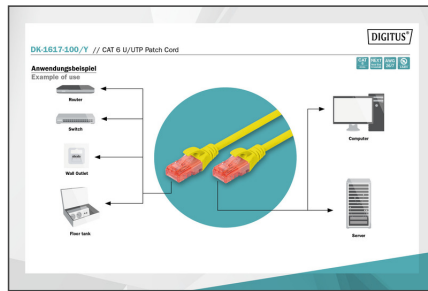 DIGITUS®
DK-1617-100/Y // CAT 6 U/UTP Patch Cord
Anwendungsbeispiel
Example of use
Router
Switch
Wall Outlet
Floor tank
Computer
Server